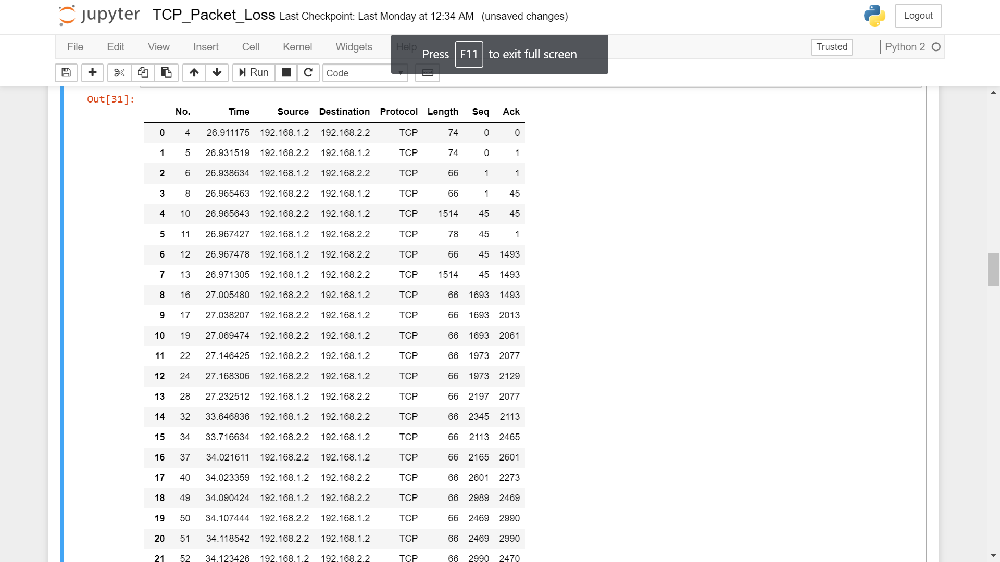 jupyter TCP_Packet_Loss Last Checkpoint: Last Monday at 12:34 AM (unsaved changes) Logout
File Edit View Insert Cell Kernel Widgets Help Trusted Python 2
Press F11 to exit full screen
Run Code
Out[31]:
No. Time Source Destination Protocol Length Seq Ack
0 4 26.911175 192.168.1.2 192.168.2.2 TCP 74 0 0
1 5 26.931519 192.168.2.2 192.168.1.2 TCP 74 0 1
2 6 26.938634 192.168.1.2 192.168.2.2 TCP 66 1 1
3 8 26.965463 192.168.2.2 192.168.1.2 TCP 66 1 45
4 10 26.965643 192.168.2.2 192.168.1.2 TCP 1514 45 45
5 11 26.967427 192.168.1.2 192.168.2.2 TCP 78 45 1
6 12 26.967478 192.168.1.2 192.168.2.2 TCP 66 45 1493
7 13 26.971305 192.168.1.2 192.168.2.2 TCP 1514 45 1493
8 16 27.005480 192.168.2.2 192.168.1.2 TCP 66 1693 1493
9 17 27.038207 192.168.2.2 192.168.1.2 TCP 66 1693 2013
10 19 27.069474 192.168.2.2 192.168.1.2 TCP 66 1693 2061
11 22 27.146425 192.168.2.2 192.168.1.2 TCP 66 1973 2077
12 24 27.168306 192.168.2.2 192.168.1.2 TCP 66 1973 2129
13 28 27.232512 192.168.1.2 192.168.2.2 TCP 66 2197 2077
14 32 33.646836 192.168.1.2 192.168.2.2 TCP 66 2345 2113
15 34 33.716634 192.168.2.2 192.168.1.2 TCP 66 2113 2465
16 37 34.021611 192.168.2.2 192.168.1.2 TCP 66 2165 2601
17 40 34.023359 192.168.1.2 192.168.2.2 TCP 66 2601 2273
18 49 34.090424 192.168.1.2 192.168.2.2 TCP 66 2989 2469
19 50 34.107444 192.168.2.2 192.168.1.2 TCP 66 2469 2990
20 51 34.118542 192.168.2.2 192.168.1.2 TCP 66 2469 2990
21 52 34.123426 192.168.1.2 192.168.2.2 TCP 66 2990 2470